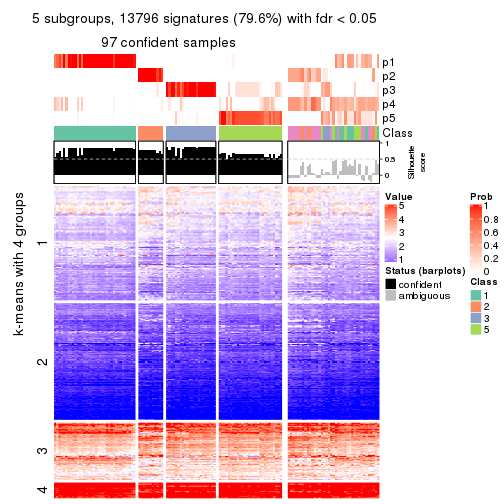 5 subgroups, 13796 signatures (79.6%) with fdr < 0.05
97 confident samples
p1
p2
p3
p4
p5
Class
1
0.5
0
Silhouette
score
k-means with 4 groups
1
2
3
4
Value
5
4
3
2
1
Status (barplots)
confident
ambiguous
Prob
1
0.8
0.6
0.4
0.2
0
Class
1
2
3
5